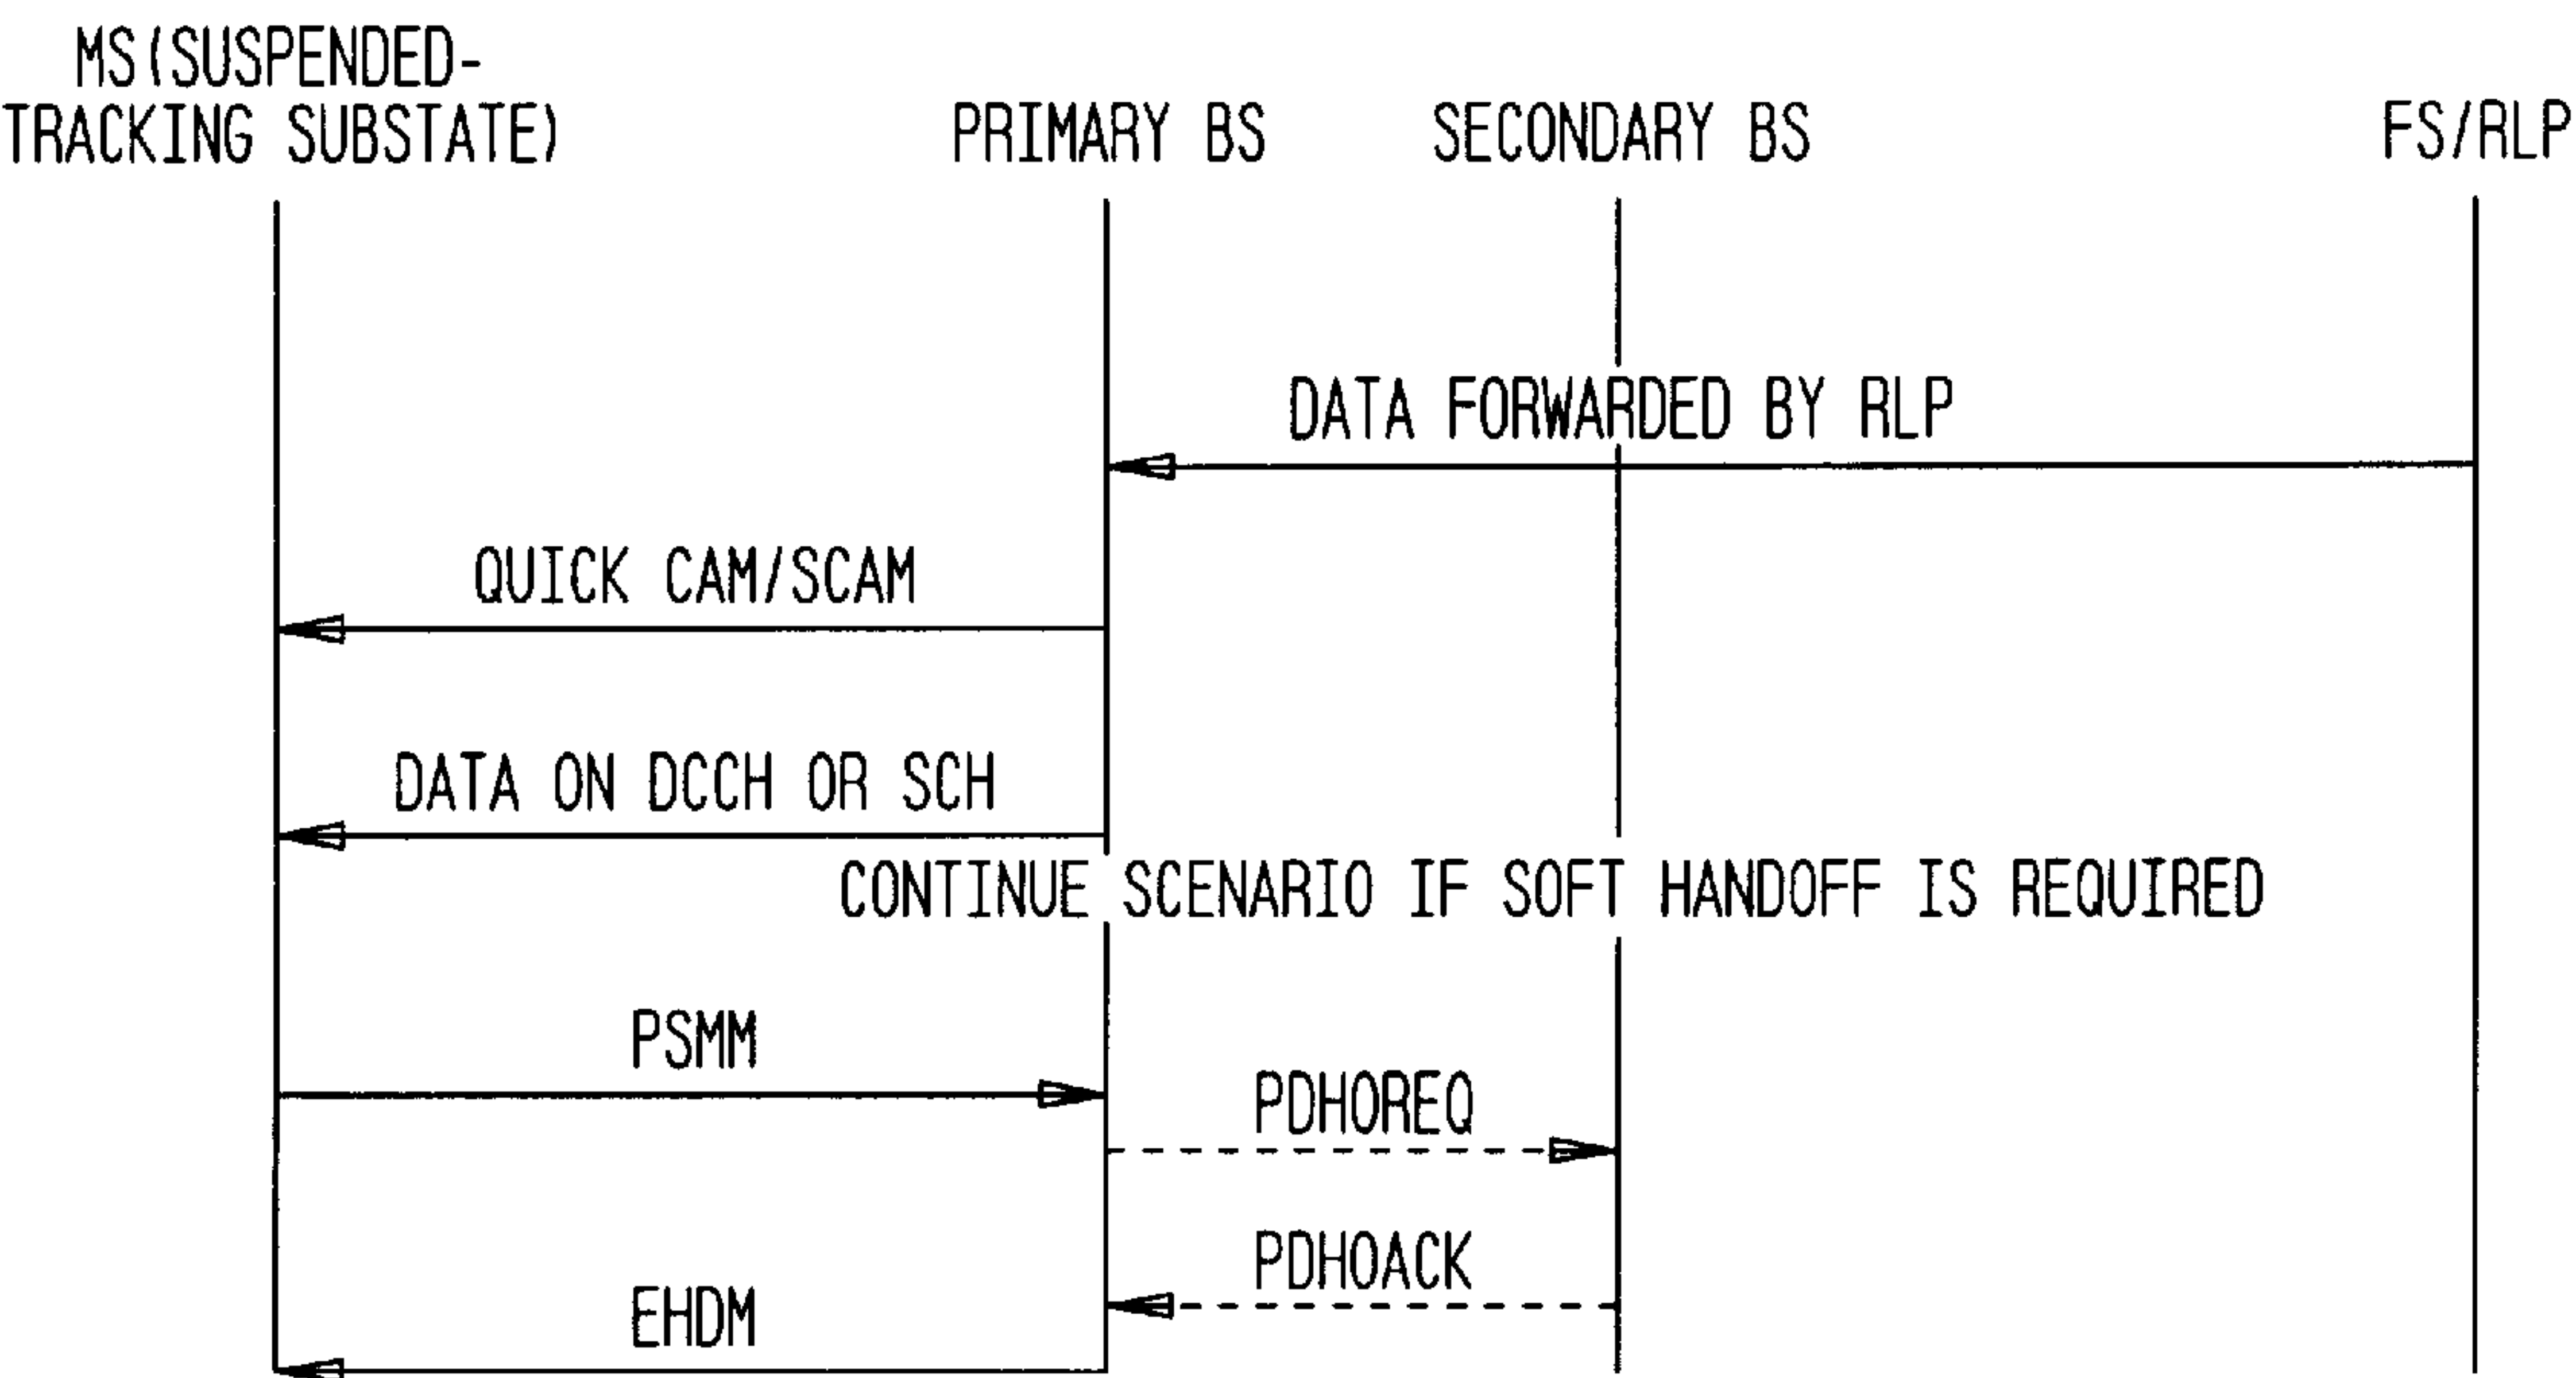 MS(SUSPENDED-
TRACKING SUBSTATE)
PRIMARY BS
SECONDARY BS
FS/RLP
DATA FORWARDED BY RLP
QUICK CAM/SCAM
DATA ON DCCH OR SCH
CONTINUE SCENARIO IF SOFT HANDOFF IS REQUIRED
PSMM
PDHOREQ
PDHOACK
EHDM